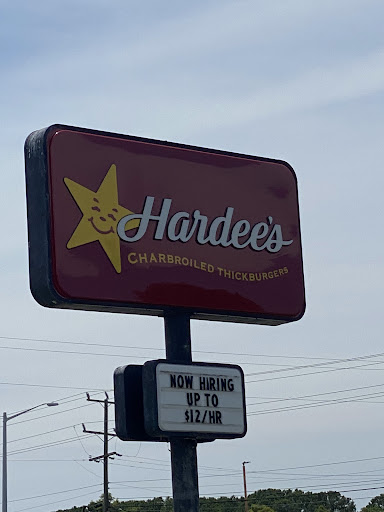 Hardee's
CHARBROILED THICKBURGERS
NOW HIRING
UP TO
$12/HR